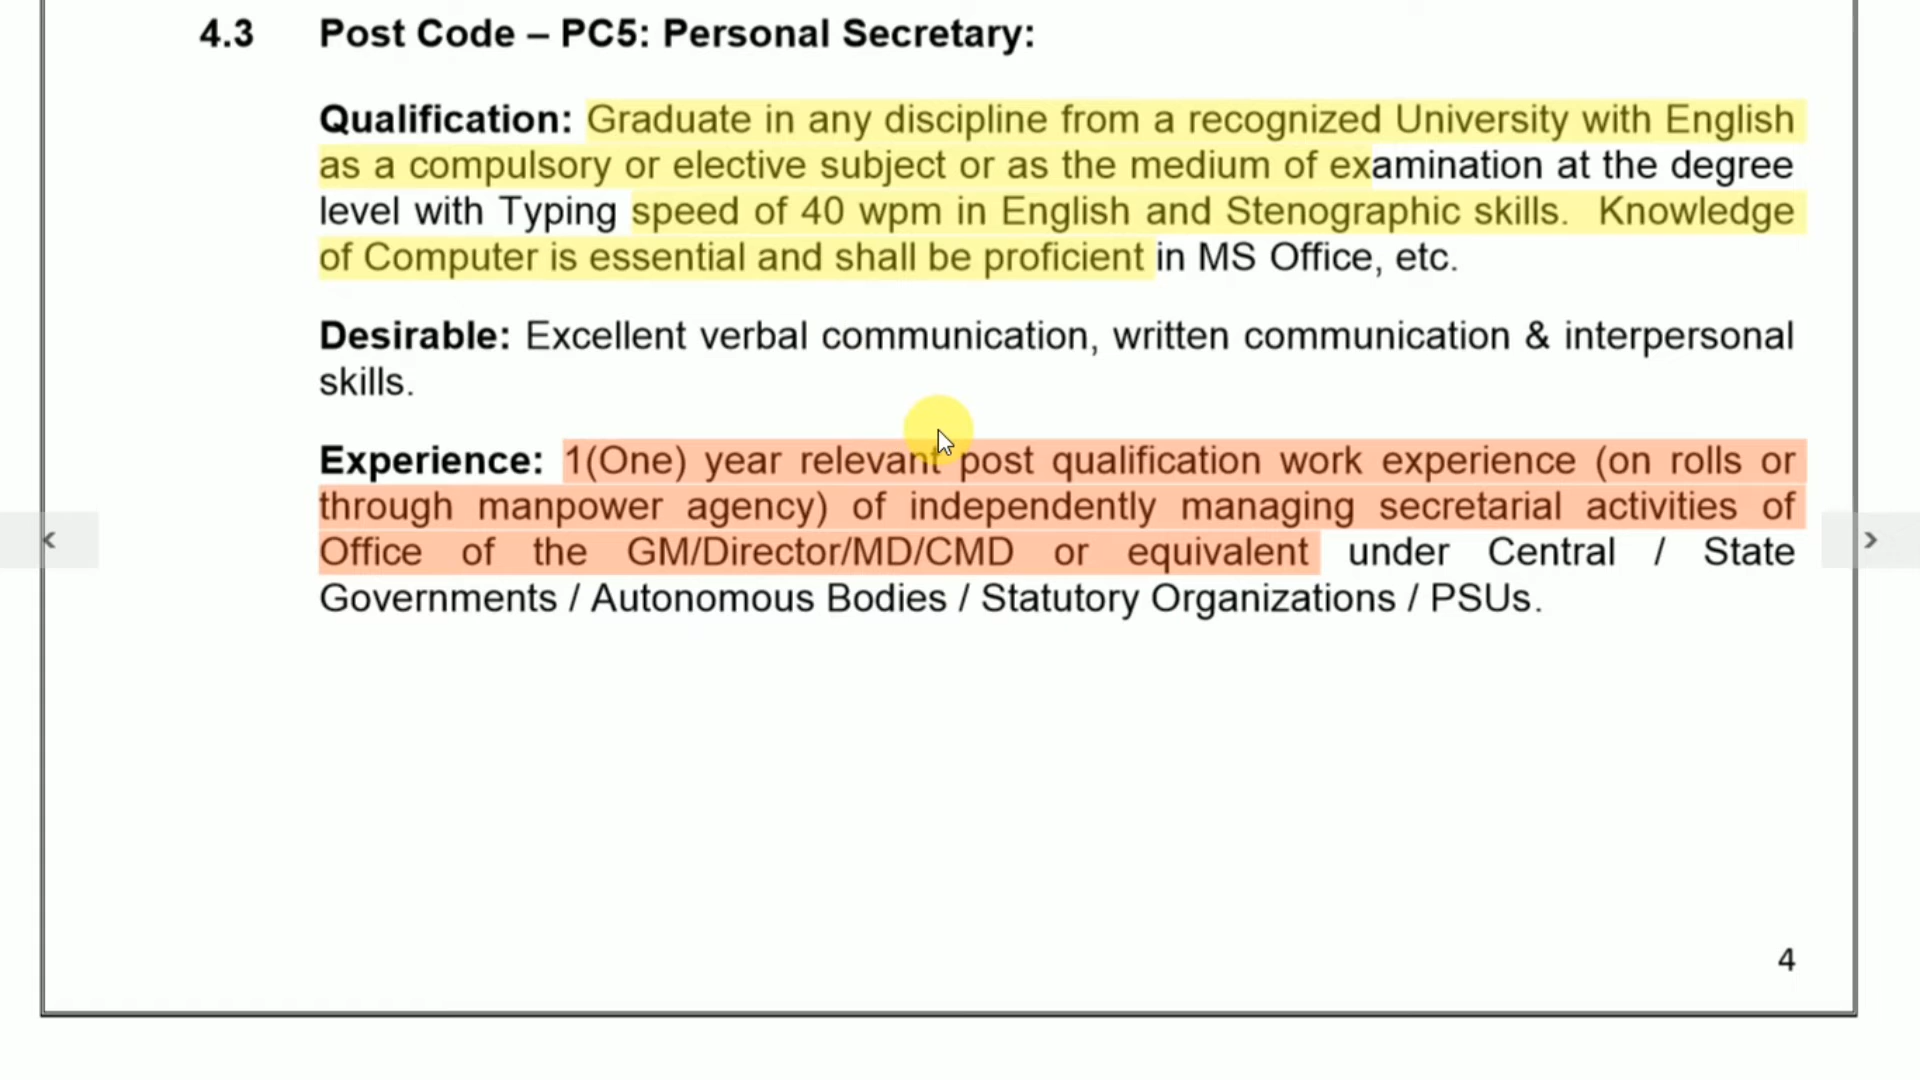 4.3 Post Code – PC5: Personal Secretary:
Qualification: Graduate in any discipline from a recognized University with English
as a compulsory or elective subject or as the medium of examination at the degree
level with Typing speed of 40 wpm in English and Stenographic skills. Knowledge
of Computer is essential and shall be proficient in MS Office, etc.
Desirable: Excellent verbal communication, written communication & interpersonal
skills.
Experience: 1(One) year relevant post qualification work experience (on rolls or
through manpower agency) of independently managing secretarial activities of
Office of the GM/Director/MD/CMD or equivalent under Central / State
Governments / Autonomous Bodies / Statutory Organizations / PSUs.
4